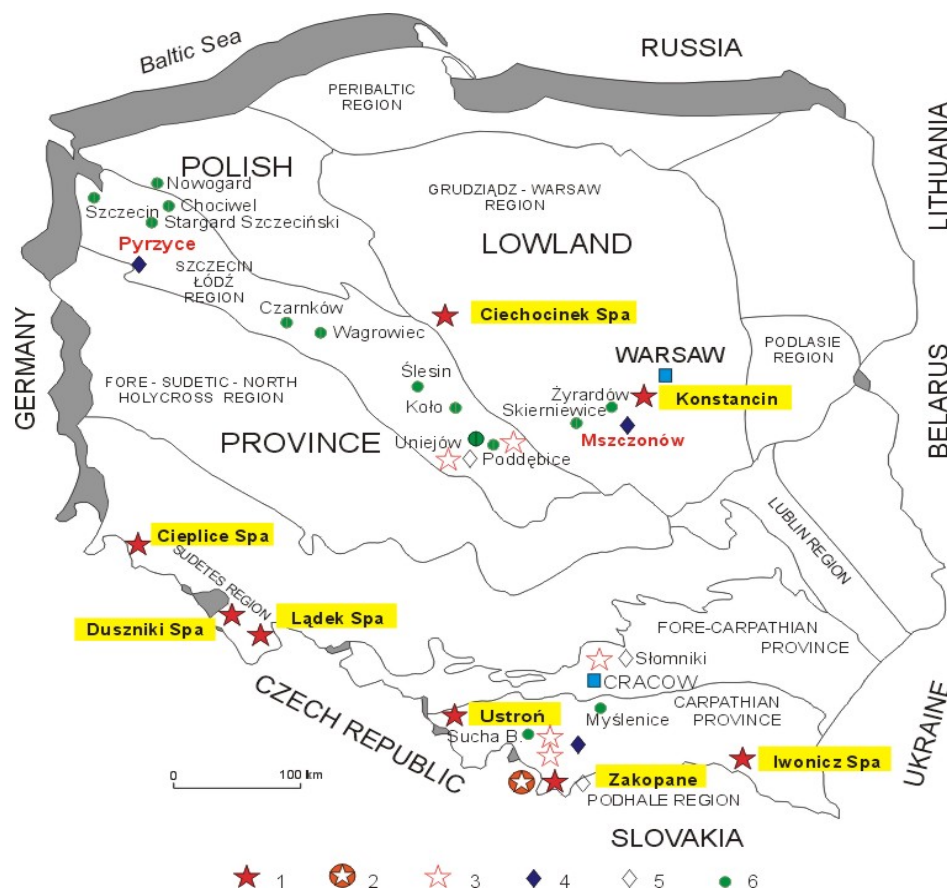 Baltic Sea
RUSSIA
LITHUANIA
PERIBALTIC
REGION
POLISH
Nowogard
Szczecin
Chociwel
Stargard Szczeciński
GRUDZIĄDZ - WARSAW
REGION
LOWLAND
Pyrzyce
SZCZECIN
ŁÓDŹ
REGION
GERMANY
Czarnków
Wagrowiec
Ciechocinek Spa
WARSAW
PODLASIE
REGION
BELARUS
Ślesin
FORE - SUDETIC - NORTH
HOLYCROSS REGION
Koło
Żyrardów
Konstancin
Skierniewice
PROVINCE
Uniejów
Mszczonów
Poddębice
LUBLIN REGION
Cieplice Spa
SUDETES REGION
Duszniki Spa
Lądek Spa
FORE-CARPATHIAN
PROVINCE
Słomniki
CRACOW
CZECH REPUBLIC
Ustroń
Myślenice
CARPATHIAN
PROVINCE
UKRAINE
Sucha B.
Iwonicz Spa
0 100 km
Zakopane
PODHALE REGION
SLOVAKIA
1 2 3 4 5 6